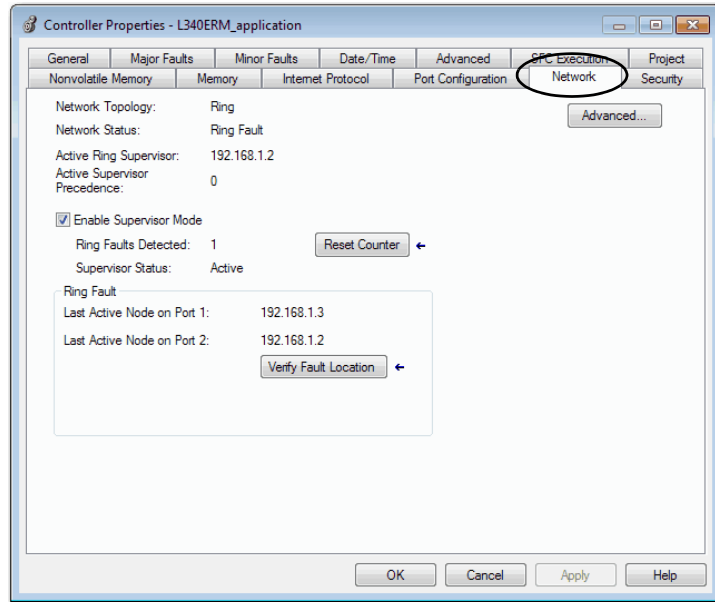 Controller Properties - L340ERM_application
General Major Faults Minor Faults Date/Time Advanced SFC Execution Project
Nonvolatile Memory Memory Internet Protocol Port Configuration Network Security
Network Topology: Ring
Advanced...
Network Status: Ring Fault
Active Ring Supervisor: 192.168.1.2
Active Supervisor
Precedence: 0
Enable Supervisor Mode
Ring Faults Detected: 1 Reset Counter
Supervisor Status: Active
Ring Fault
Last Active Node on Port 1: 192.168.1.3
Last Active Node on Port 2: 192.168.1.2
Verify Fault Location
OK Cancel Apply Help